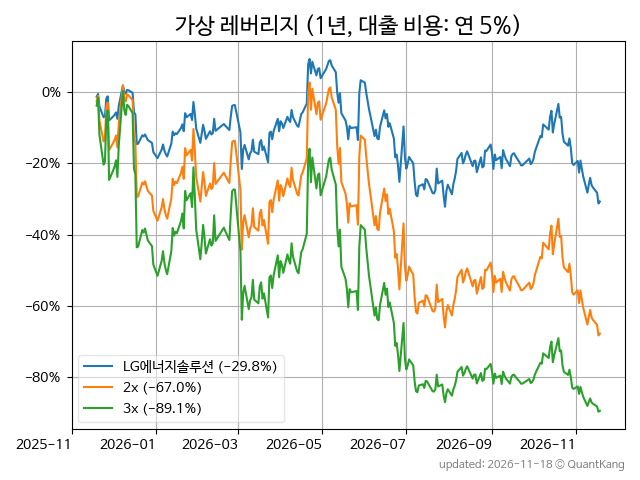 가상 레버리지 (1년, 대출 비용: 연 5%)
0%
−20%
−40%
−60%
−80%
LG에너지솔루션 (−29.8%)
2x (−67.0%)
3x (−89.1%)
2025-11 2026-01 2026-03 2026-05 2026-07 2026-09 2026-11
updated: 2026-11-18 © QuantKang